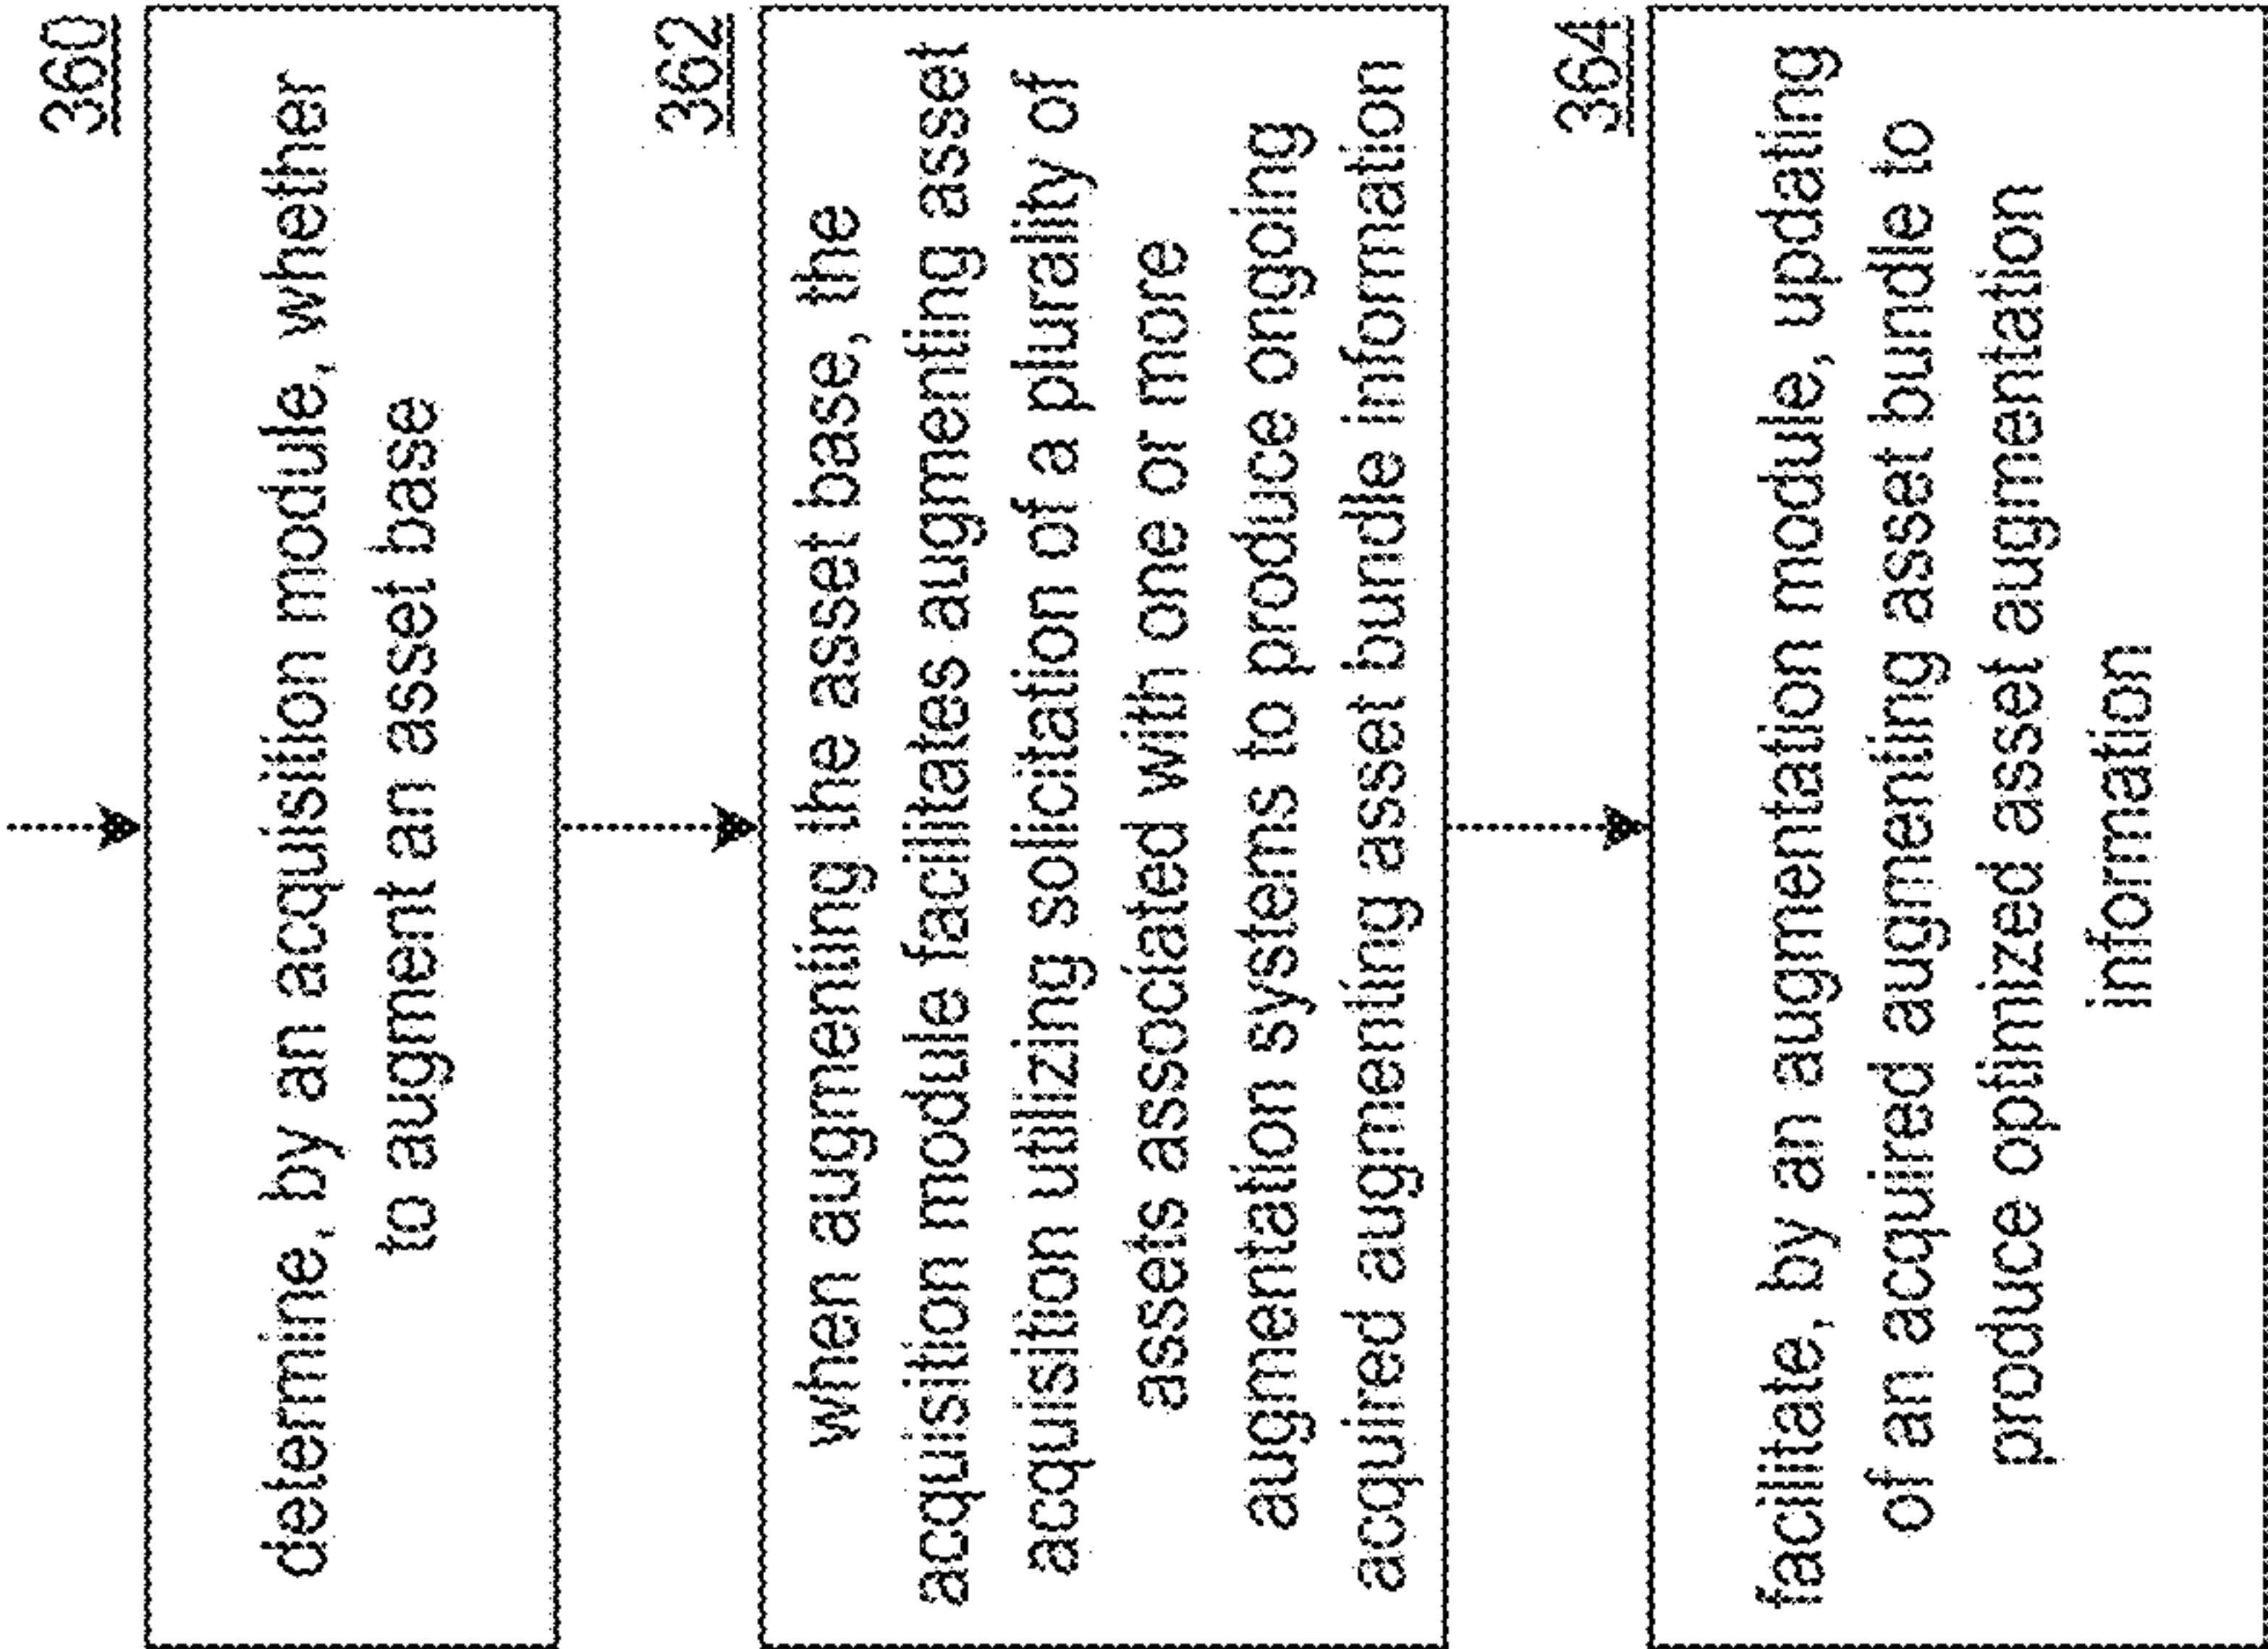 360
determine, by an acquisition module, whether
to augment an asset base
362
when augmenting the asset base, the
acquisition module facilitates augmenting asset
acquisition utilizing solicitation of a plurality of
assets associated with one or more
augmentation systems to produce ongoing
acquired augmenting asset bundle information
364
facilitate, by an augmentation module, updating
of an acquired augmenting asset bundle to
produce optimized asset augmentation
information